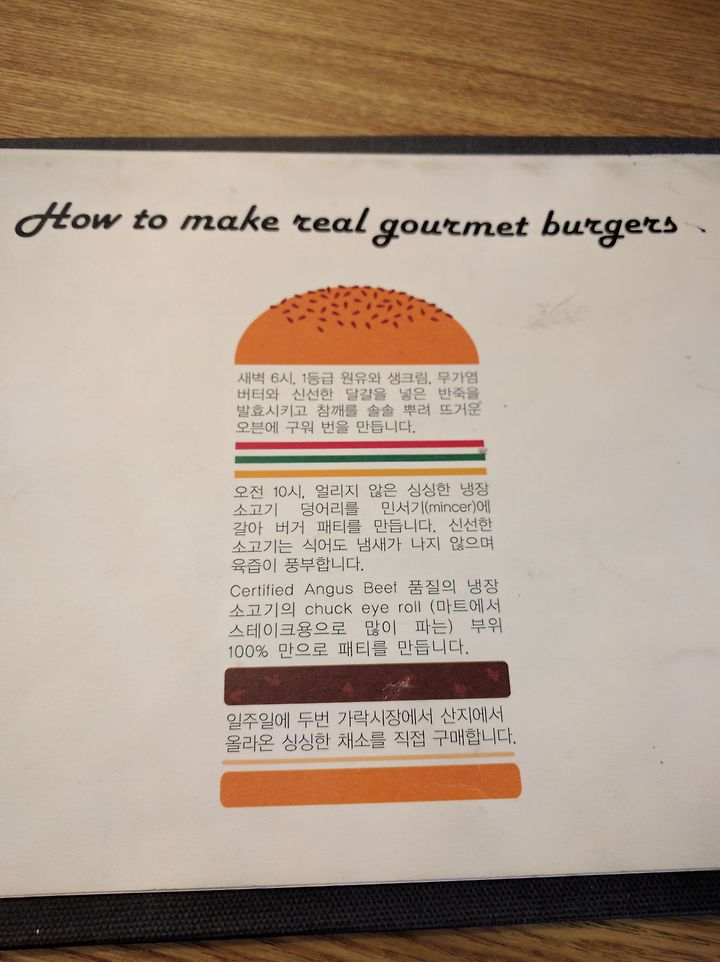 How to make real gourmet burgers
새벽 6시, 1등급 원유와 생크림, 무가염
버터와 신선한 달걀을 넣은 반죽을
발효시키고 참깨를 솔솔 뿌려 뜨거운
오븐에 구워 번을 만듭니다.
오전 10시, 얼리지 않은 싱싱한 냉장
소고기 덩어리를 민서기(mincer)에
갈아 버거 패티를 만듭니다. 신선한
소고기는 식어도 냄새가 나지 않으며
육즙이 풍부합니다.
Certified Angus Beef 품질의 냉장
소고기의 chuck eye roll (마트에서
스테이크용으로 많이 파는) 부위
100% 만으로 패티를 만듭니다.
일주일에 두번 가락시장에서 산지에서
올라온 싱싱한 채소를 직접 구매합니다.